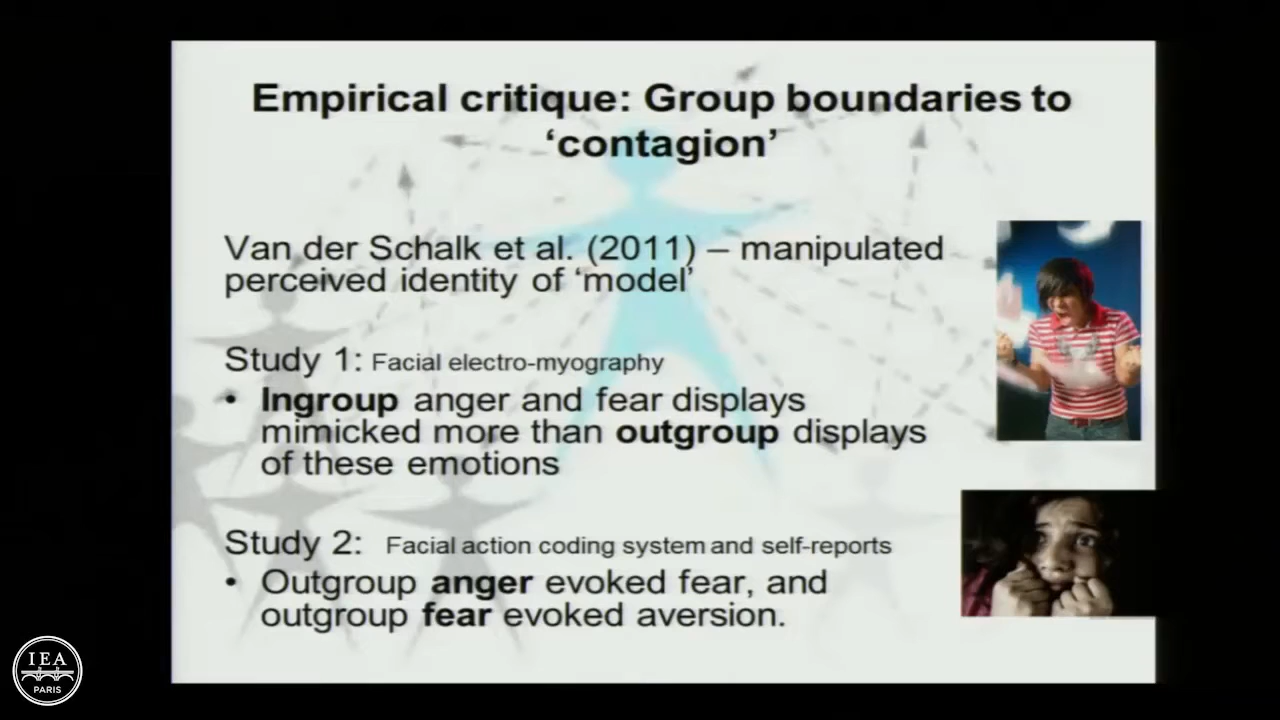 Empirical critique: Group boundaries to
‘contagion’
Van der Schalk et al. (2011) – manipulated
perceived identity of ‘model’
Study 1: Facial electro-myography
• Ingroup anger and fear displays
mimicked more than outgroup displays
of these emotions
Study 2: Facial action coding system and self-reports
• Outgroup anger evoked fear, and
outgroup fear evoked aversion.
IEA
PARIS